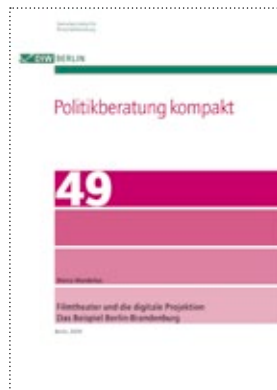 DIW BERLIN
Politikberatung kompakt
49
Filmtheater und die digitale Projektion
Das Beispiel Berlin-Brandenburg